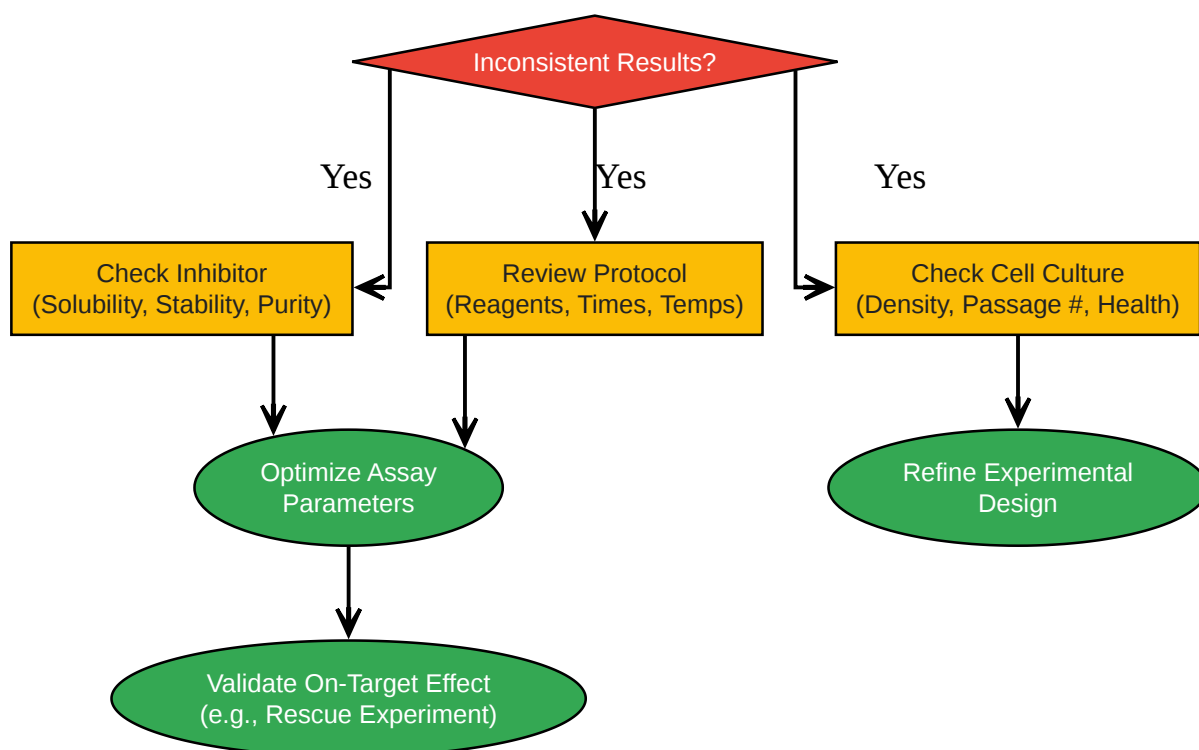 Inconsistent Results?
Yes
Yes
Yes
Check Inhibitor
(Solubility, Stability, Purity)
Review Protocol
(Reagents, Times, Temps)
Check Cell Culture
(Density, Passage #, Health)
Optimize Assay
Parameters
Refine Experimental
Design
Validate On-Target Effect
(e.g., Rescue Experiment)